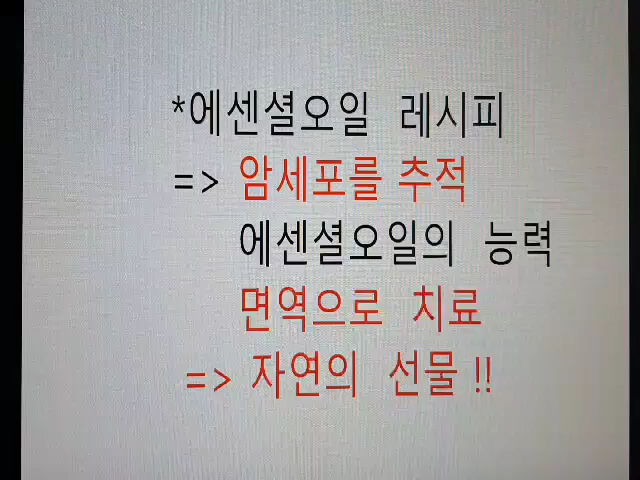 *에센셜오일 레시피
=> 암세포를 추적
에센셜오일의 능력
면역으로 치료
=> 자연의 선물 !!